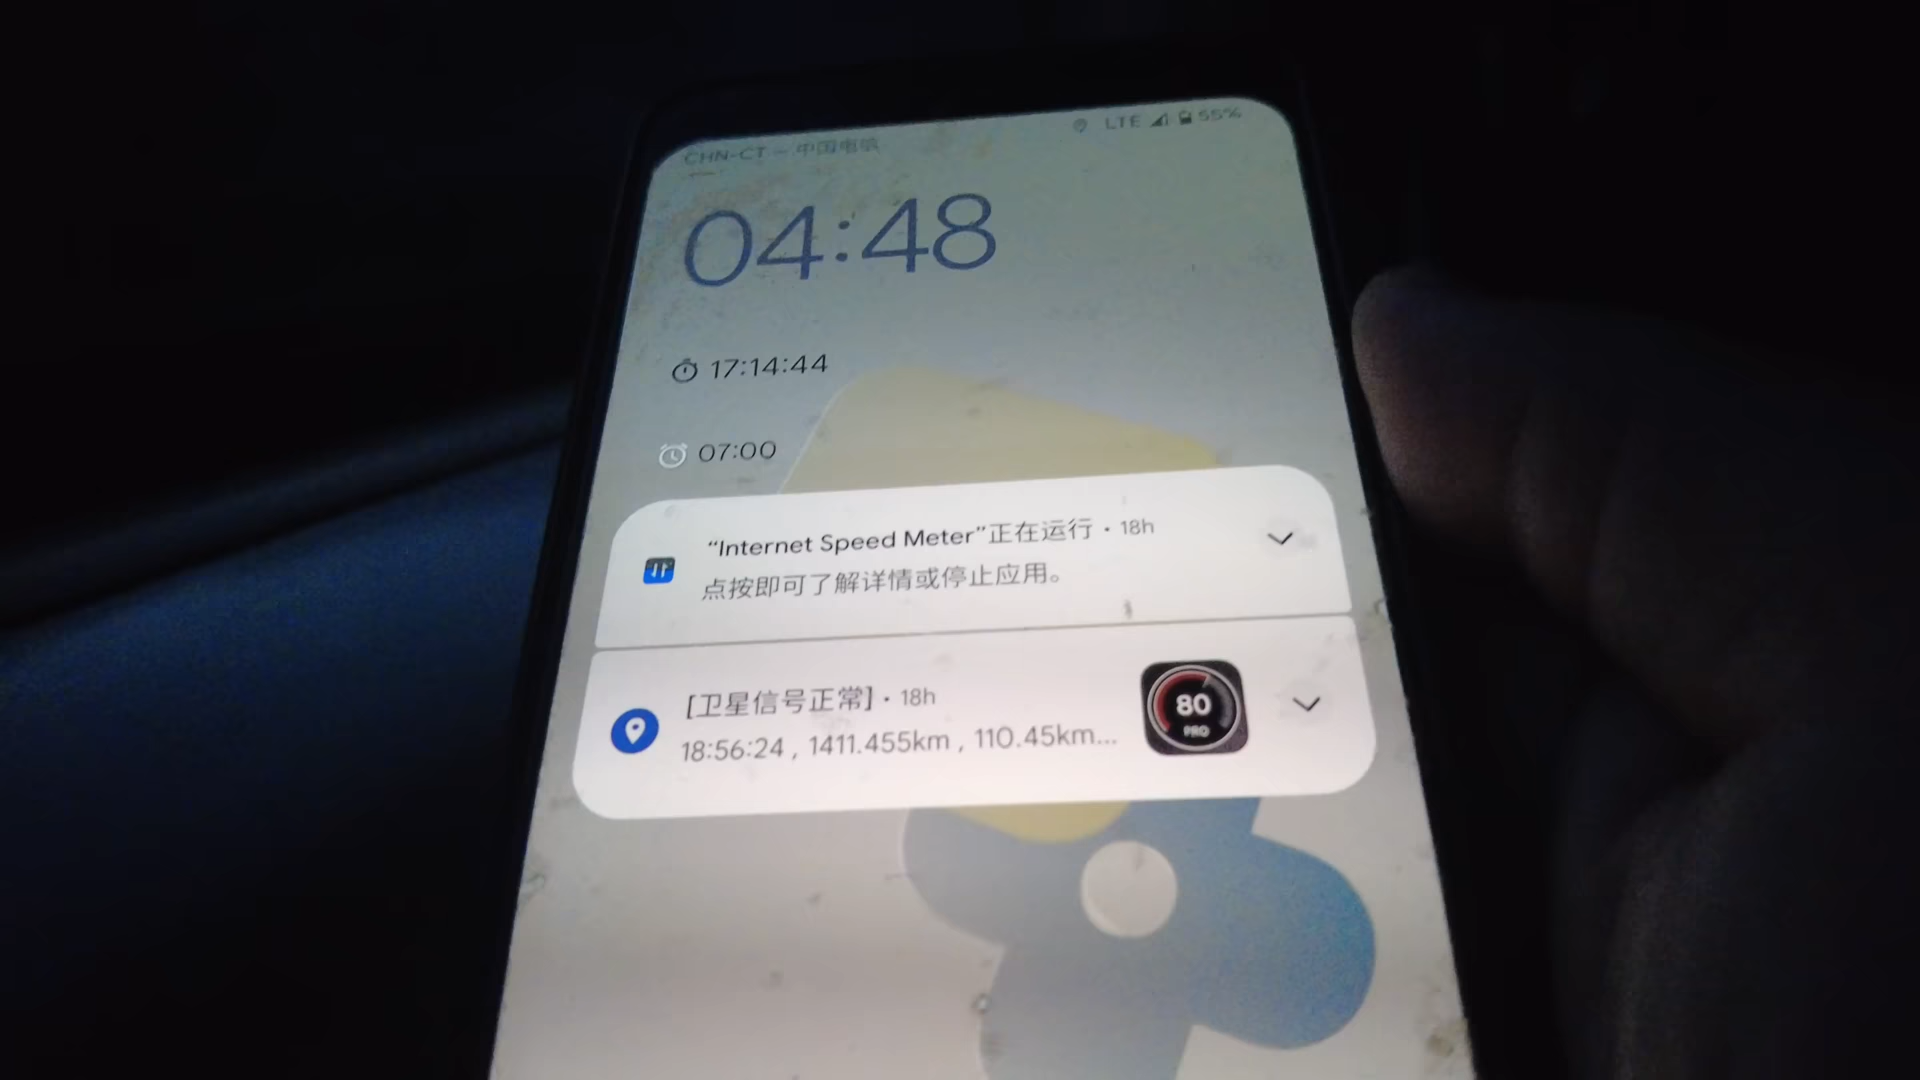 CHN-CT — 中国电信
LTE 55%
04:48
17:14:44
07:00
“Internet Speed Meter”正在运行 · 18h
点按即可了解详情或停止应用。
[卫星信号正常] · 18h
18:56:24 , 1411.455km , 110.45km...
80
PRO